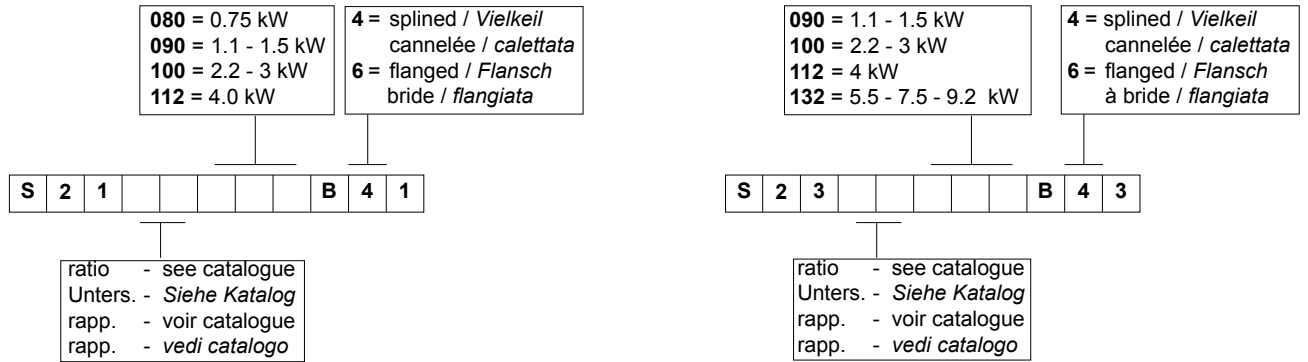 080 = 0.75 kW
090 = 1.1 - 1.5 kW
100 = 2.2 - 3 kW
112 = 4.0 kW
4 = splined / Vielkeil
cannelée / calettata
6 = flanged / Flansch
bride / flangiata
S 2 1 B 4 1
ratio - see catalogue
Unters. - Siehe Katalog
rapp. - voir catalogue
rapp. - vedi catalogo
090 = 1.1 - 1.5 kW
100 = 2.2 - 3 kW
112 = 4 kW
132 = 5.5 - 7.5 - 9.2 kW
4 = splined / Vielkeil
cannelée / calettata
6 = flanged / Flansch
à bride / flangiata
S 2 3 B 4 3
ratio - see catalogue
Unters. - Siehe Katalog
rapp. - voir catalogue
rapp. - vedi catalogo